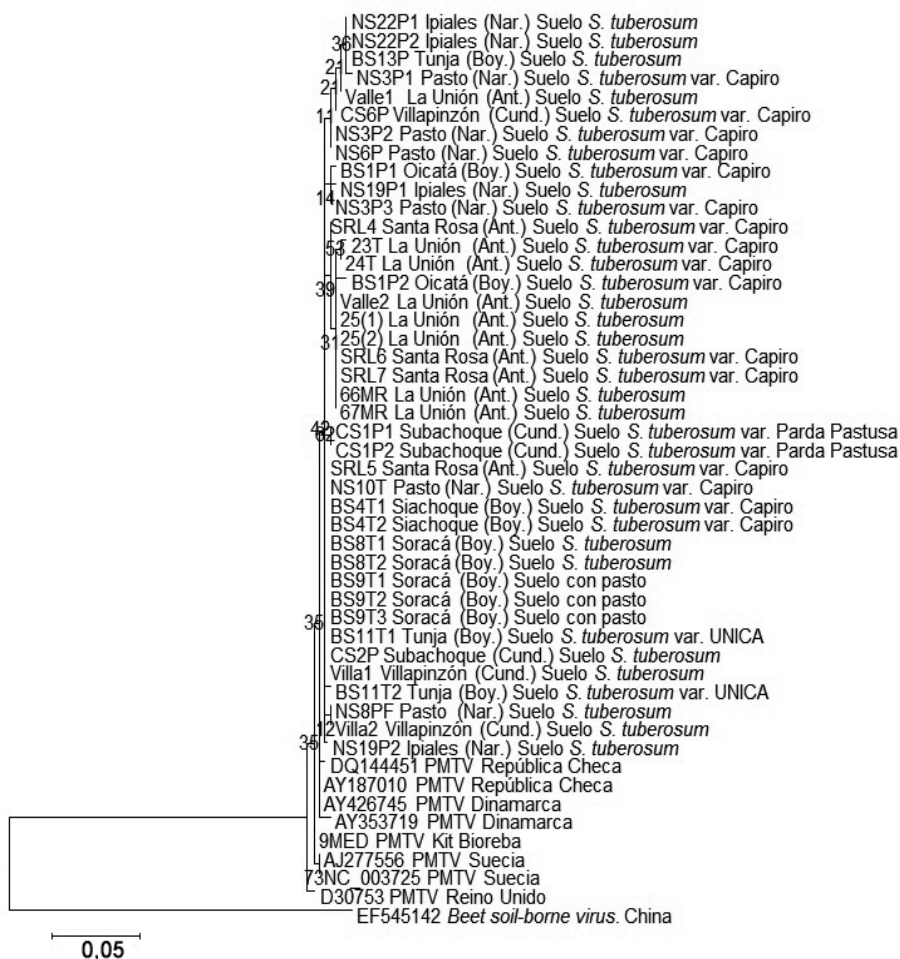 NS22P1 Ipiales (Nar.) Suelo S. tuberosum
36
NS22P2 Ipiales (Nar.) Suelo S. tuberosum
BS13P Tunja (Boy.) Suelo S. tuberosum
21
NS3P1 Pasto (Nar.) Suelo S. tuberosum var. Capiro
21
Valle1 La Unión (Ant.) Suelo S. tuberosum
11
CS6P Villapinzón (Cund.) Suelo S. tuberosum var. Capiro
NS3P2 Pasto (Nar.) Suelo S. tuberosum var. Capiro
NS6P Pasto (Nar.) Suelo S. tuberosum var. Capiro
BS1P1 Oicatá (Boy.) Suelo S. tuberosum var. Capiro
NS19P1 Ipiales (Nar.) Suelo S. tuberosum
14
NS3P3 Pasto (Nar.) Suelo S. tuberosum var. Capiro
SRL4 Santa Rosa (Ant.) Suelo S. tuberosum var. Capiro
53
23T La Unión (Ant.) Suelo S. tuberosum var. Capiro
24T La Unión (Ant.) Suelo S. tuberosum var. Capiro
BS1P2 Oicatá (Boy.) Suelo S. tuberosum var. Capiro
39
Valle2 La Unión (Ant.) Suelo S. tuberosum
25(1) La Unión (Ant.) Suelo S. tuberosum
31
25(2) La Unión (Ant.) Suelo S. tuberosum
SRL6 Santa Rosa (Ant.) Suelo S. tuberosum var. Capiro
SRL7 Santa Rosa (Ant.) Suelo S. tuberosum var. Capiro
66MR La Unión (Ant.) Suelo S. tuberosum
67MR La Unión (Ant.) Suelo S. tuberosum
62
CS1P1 Subachoque (Cund.) Suelo S. tuberosum var. Parda Pastusa
CS1P2 Subachoque (Cund.) Suelo S. tuberosum var. Parda Pastusa
SRL5 Santa Rosa (Ant.) Suelo S. tuberosum var. Capiro
NS10T Pasto (Nar.) Suelo S. tuberosum var. Capiro
BS4T1 Siachoque (Boy.) Suelo S. tuberosum var. Capiro
BS4T2 Siachoque (Boy.) Suelo S. tuberosum var. Capiro
BS8T1 Soracá (Boy.) Suelo S. tuberosum
BS8T2 Soracá (Boy.) Suelo S. tuberosum
BS9T1 Soracá (Boy.) Suelo con pasto
BS9T2 Soracá (Boy.) Suelo con pasto
BS9T3 Soracá (Boy.) Suelo con pasto
35
BS11T1 Tunja (Boy.) Suelo S. tuberosum var. UNICA
CS2P Subachoque (Cund.) Suelo S. tuberosum
Villa1 Villapinzón (Cund.) Suelo S. tuberosum
BS11T2 Tunja (Boy.) Suelo S. tuberosum var. UNICA
NS8PF Pasto (Nar.) Suelo S. tuberosum
12
Villa2 Villapinzón (Cund.) Suelo S. tuberosum
35
NS19P2 Ipiales (Nar.) Suelo S. tuberosum
DQ144451 PMTV República Checa
AY187010 PMTV República Checa
AY426745 PMTV Dinamarca
AY353719 PMTV Dinamarca
9MED PMTV Kit Bioreba
AJ277556 PMTV Suecia
73
NC_003725 PMTV Suecia
D30753 PMTV Reino Unido
EF545142 Beet soil-borne virus. China
0,05